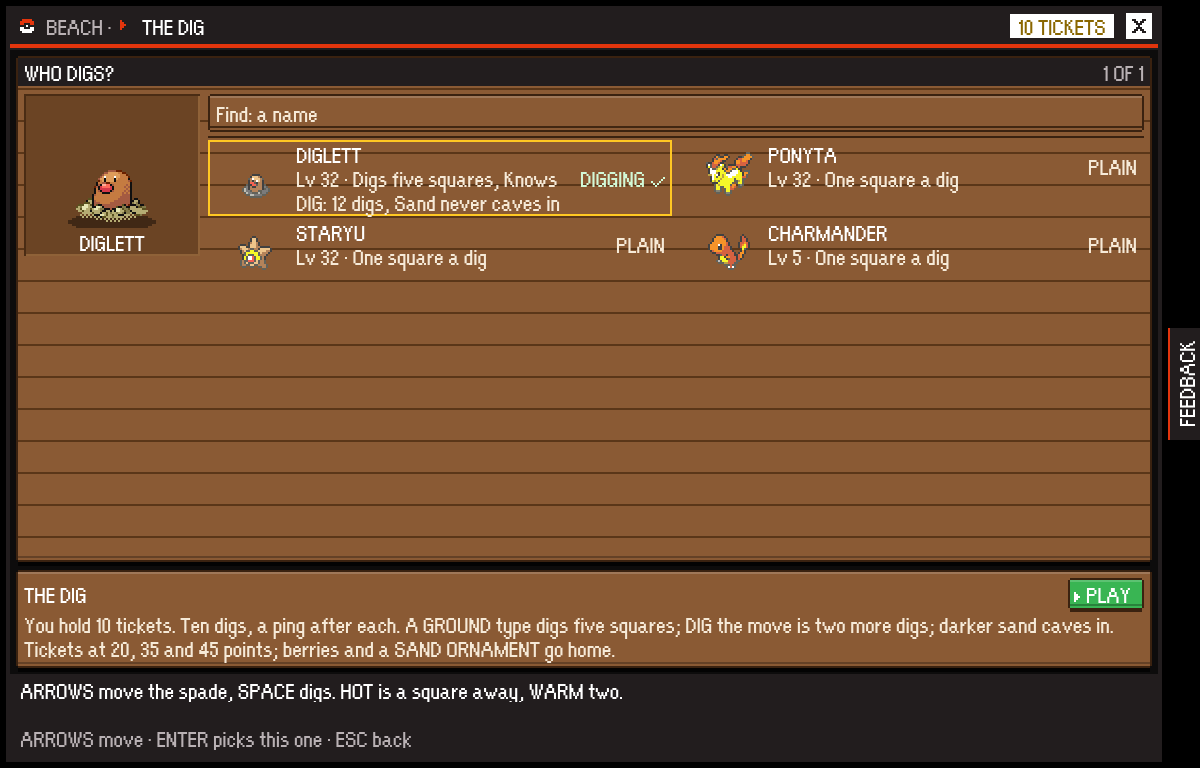 BEACH · THE DIG
10 TICKETS X
WHO DIGS?
1 OF 1
Find: a name
DIGLETT
DIGLETT
Lv 32 · Digs five squares, Knows
DIG: 12 digs, Sand never caves in
DIGGING ✓
PONYTA
Lv 32 · One square a dig
PLAIN
STARYU
Lv 32 · One square a dig
PLAIN
CHARMANDER
Lv 5 · One square a dig
PLAIN
FEEDBACK
THE DIG
PLAY
You hold 10 tickets. Ten digs, a ping after each. A GROUND type digs five squares; DIG the move is two more digs; darker sand caves in.
Tickets at 20, 35 and 45 points; berries and a SAND ORNAMENT go home.
ARROWS move the spade, SPACE digs. HOT is a square away, WARM two.
ARROWS move · ENTER picks this one · ESC back